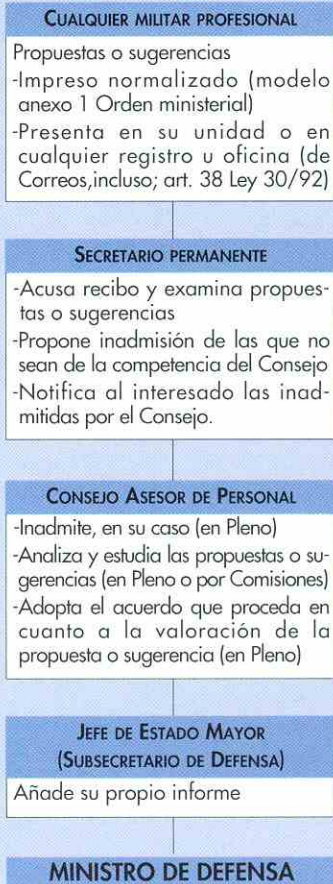 CUALQUIER MILITAR PROFESIONAL
Propuestas o sugerencias
-Impreso normalizado (modelo
anexo 1 Orden ministerial)
-Presenta en su unidad o en
cualquier registro u oficina (de
Correos,incluso; art. 38 Ley 30/92)
SECRETARIO PERMANENTE
-Acusa recibo y examina propues-
tas o sugerencias
-Propone inadmisión de las que no
sean de la competencia del Consejo
-Notifica al interesado las inad-
mitidas por el Consejo.
CONSEJO ASESOR DE PERSONAL
-Inadmite, en su caso (en Pleno)
-Analiza y estudia las propuestas o su-
gerencias (en Pleno o por Comisiones)
-Adopta el acuerdo que proceda en
cuanto a la valoración de la
propuesta o sugerencia (en Pleno)
JEFE DE ESTADO MAYOR
(SUBSECRETARIO DE DEFENSA)
Añade su propio informe
MINISTRO DE DEFENSA